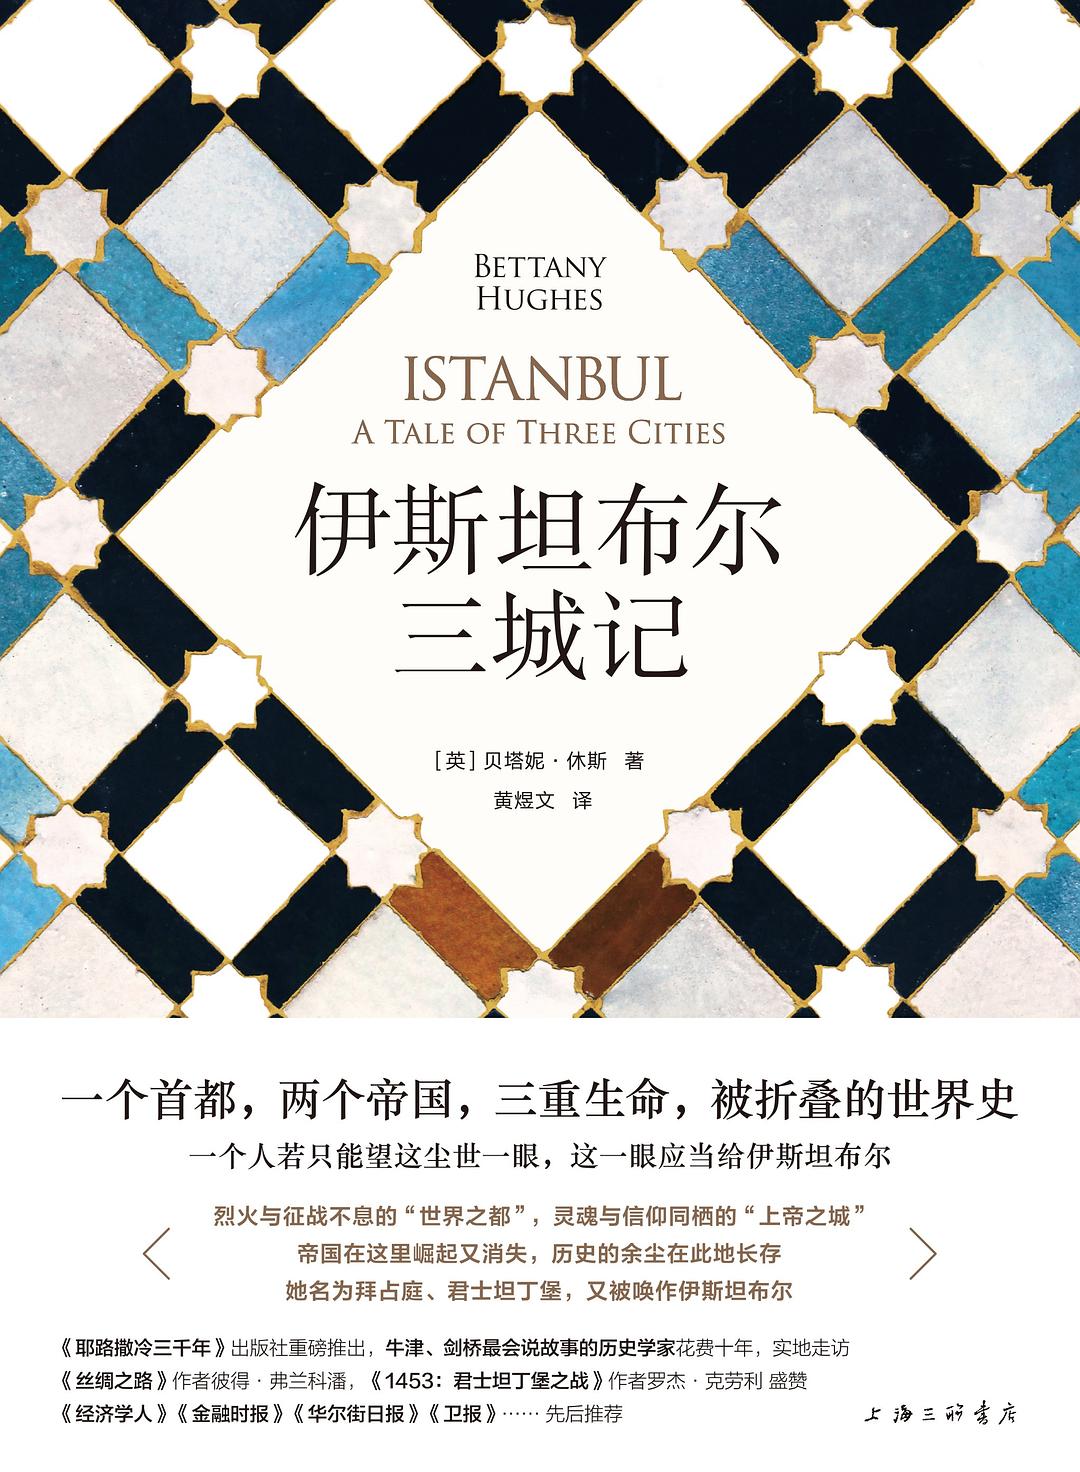 BETTANY
HUGHES
ISTANBUL
A TALE OF THREE CITIES
伊斯坦布尔
三城记
[英] 贝塔妮·休斯 著
黄煜文 译
一个首都，两个帝国，三重生命，被折叠的世界史
一个人若只能望这尘世一眼，这一眼应当给伊斯坦布尔
烈火与征战不息的“世界之都”，灵魂与信仰同栖的“上帝之城”
帝国在这里崛起又消失，历史的余尘在此地长存
她名为拜占庭、君士坦丁堡，又被唤作伊斯坦布尔
《耶路撒冷三千年》出版社重磅推出，牛津、剑桥最会说故事的历史学家花费十年，实地走访
《丝绸之路》作者彼得·弗兰科潘，《1453：君士坦丁堡之战》作者罗杰·克劳利 盛赞
《经济学人》《金融时报》《华尔街日报》《卫报》…… 先后推荐
上海三联书店